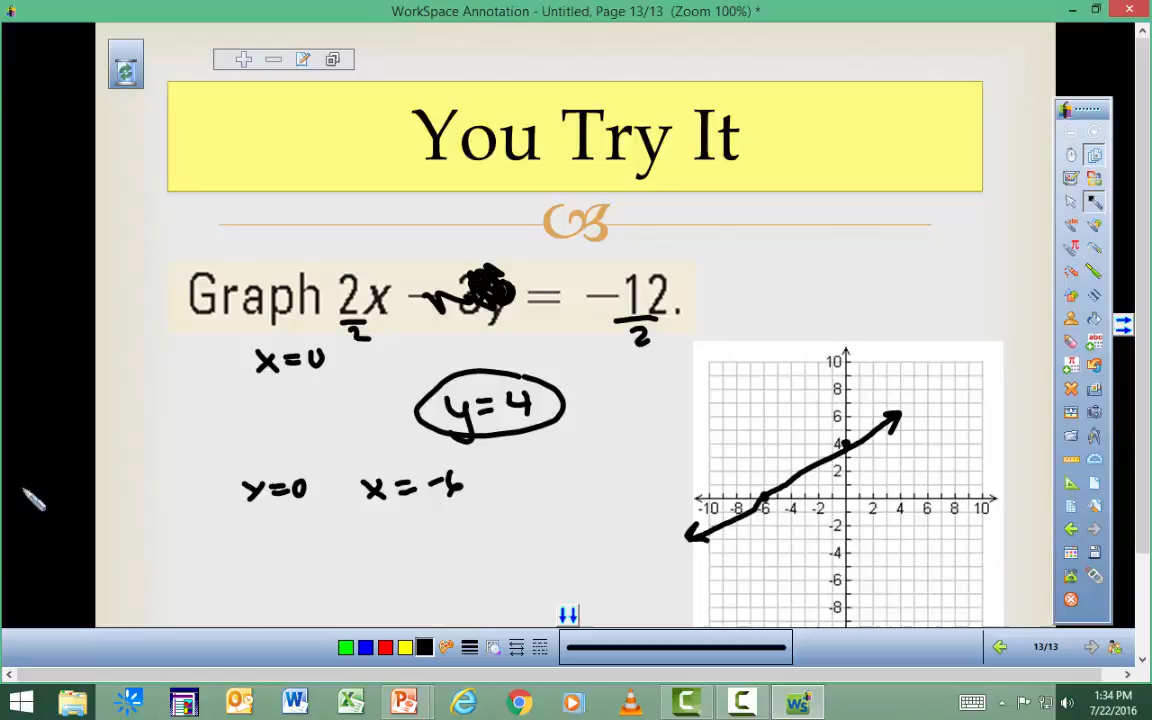 WorkSpace Annotation - Untitled, Page 13/13 (Zoom 100%) *
You Try It
Graph 2x - 3y = -12.
2 2
x=0
y=4
y=0 x=-6
10
8
6
4
2
-10 -8 -6 -4 -2 2 4 6 8 10
-2
-4
-6
-8
13/13
1:34 PM
7/22/2016